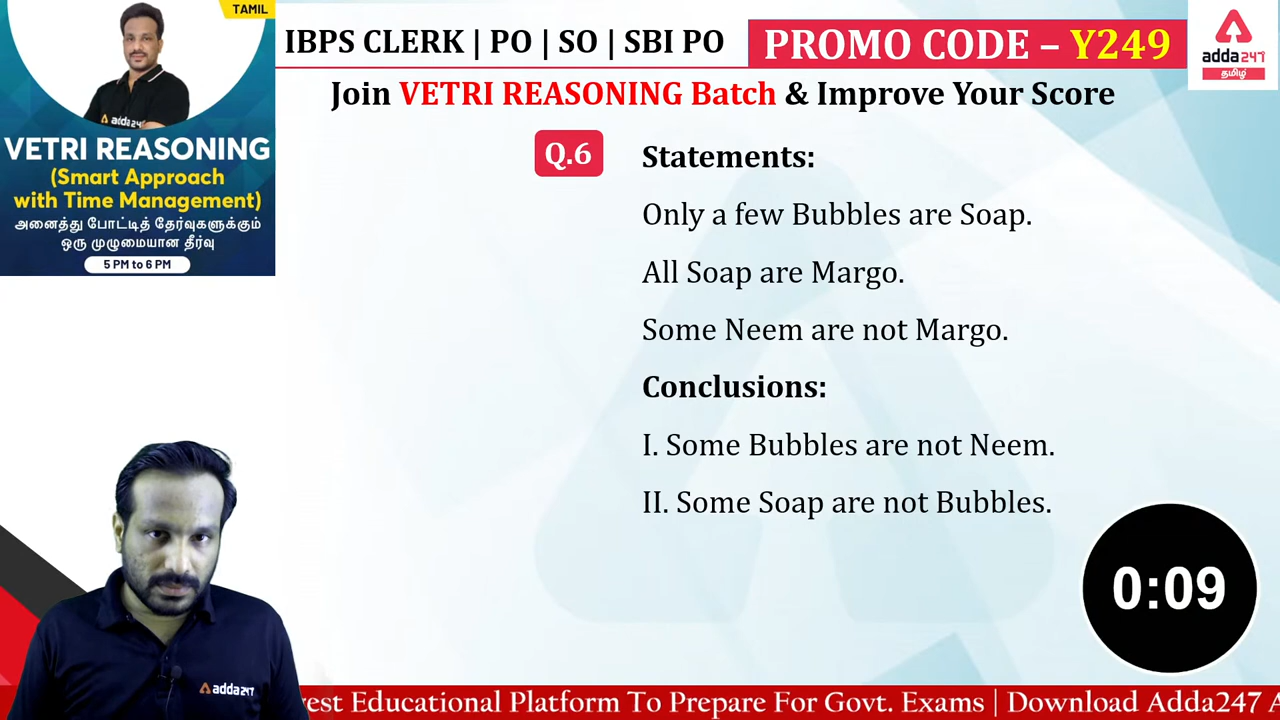 TAMIL
adda247
VETRI REASONING
(Smart Approach
with Time Management)
அனைத்து போட்டித் தேர்வுகளுக்கும்
ஒரு முழுமையான தீர்வு
5 PM to 6 PM
IBPS CLERK | PO | SO | SBI PO
PROMO CODE – Y249
adda247
தமிழ்
Join VETRI REASONING Batch & Improve Your Score
Q.6
Statements:
Only a few Bubbles are Soap.
All Soap are Margo.
Some Neem are not Margo.
Conclusions:
I. Some Bubbles are not Neem.
II. Some Soap are not Bubbles.
0:09
adda247
Educational Platform To Prepare For Govt. Exams | Download Adda247